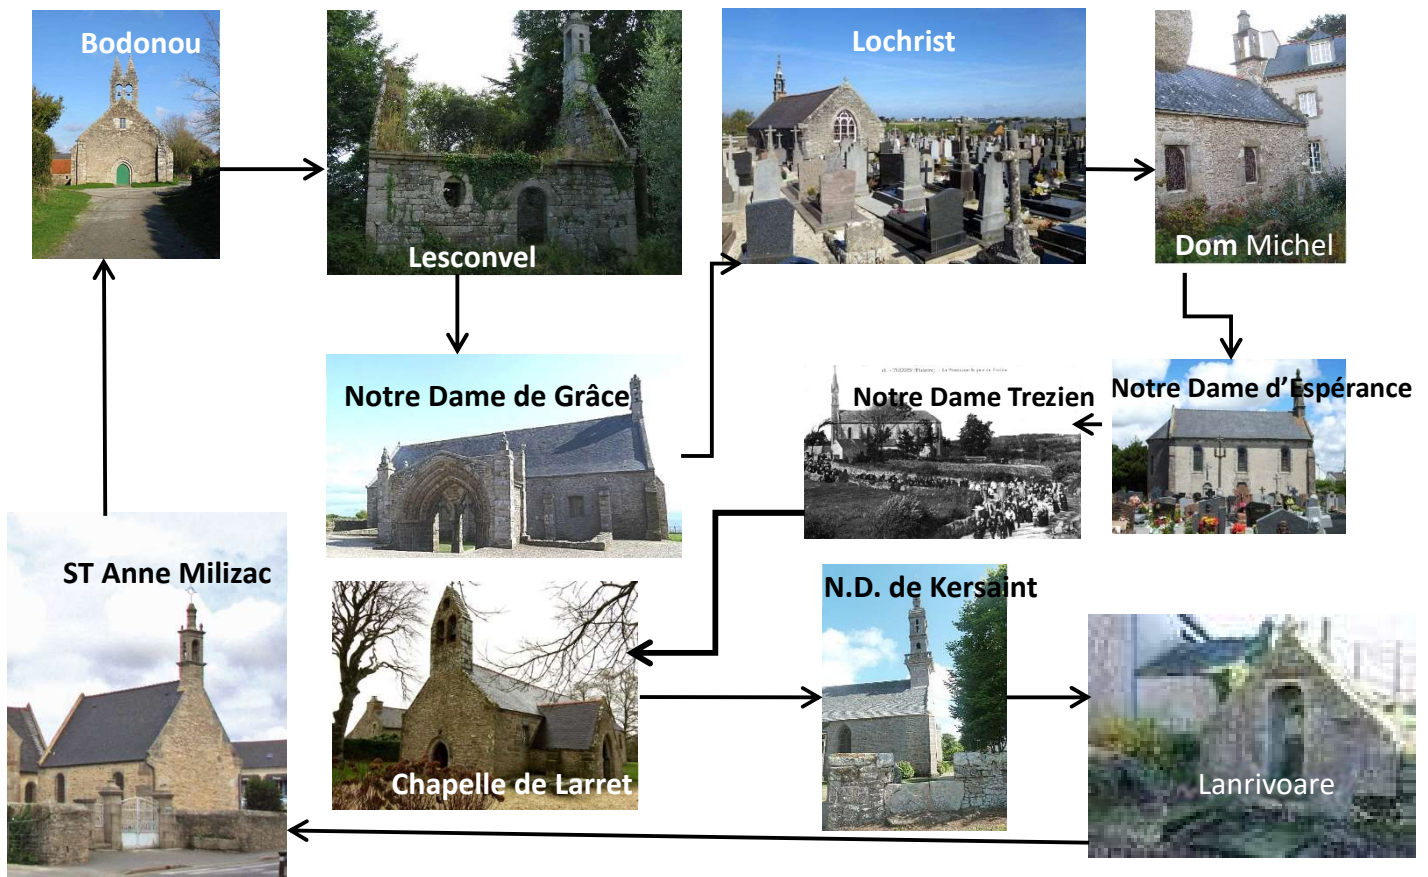 Bodonou
Lesconvel
Lochrist
Dom Michel
Notre Dame de Grâce
Notre Dame Trezien
Notre Dame d'Espérance
ST Anne Milizac
Chapelle de Larret
N.D. de Kersaint
Lanrivoare